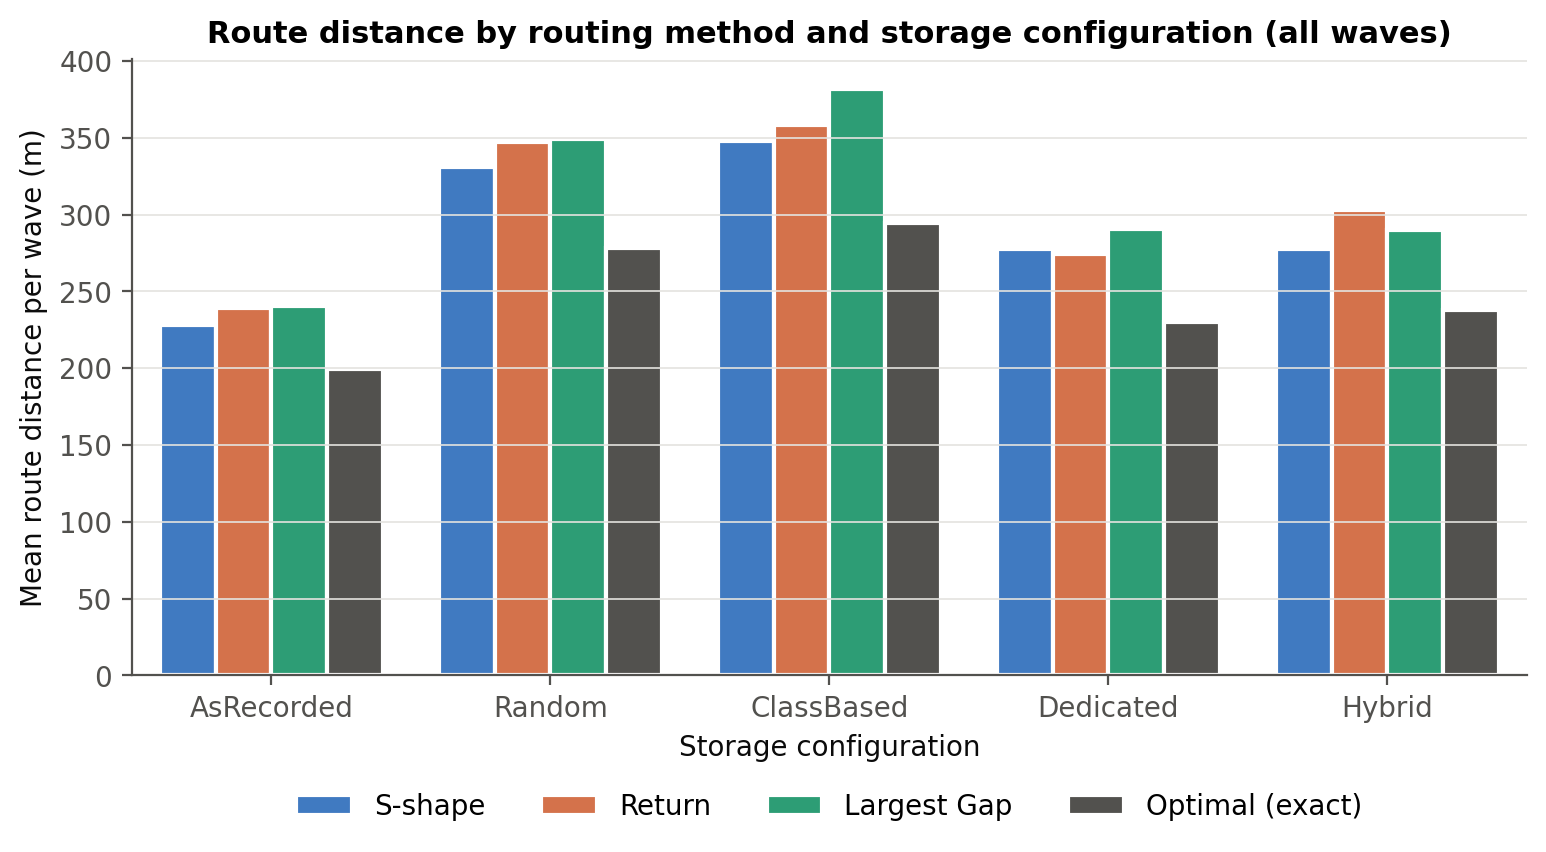 Route distance by routing method and storage configuration (all waves)
Mean route distance per wave (m)
400
350
300
250
200
150
100
50
0
AsRecorded Random ClassBased Dedicated Hybrid
Storage configuration
S-shape Return Largest Gap Optimal (exact)